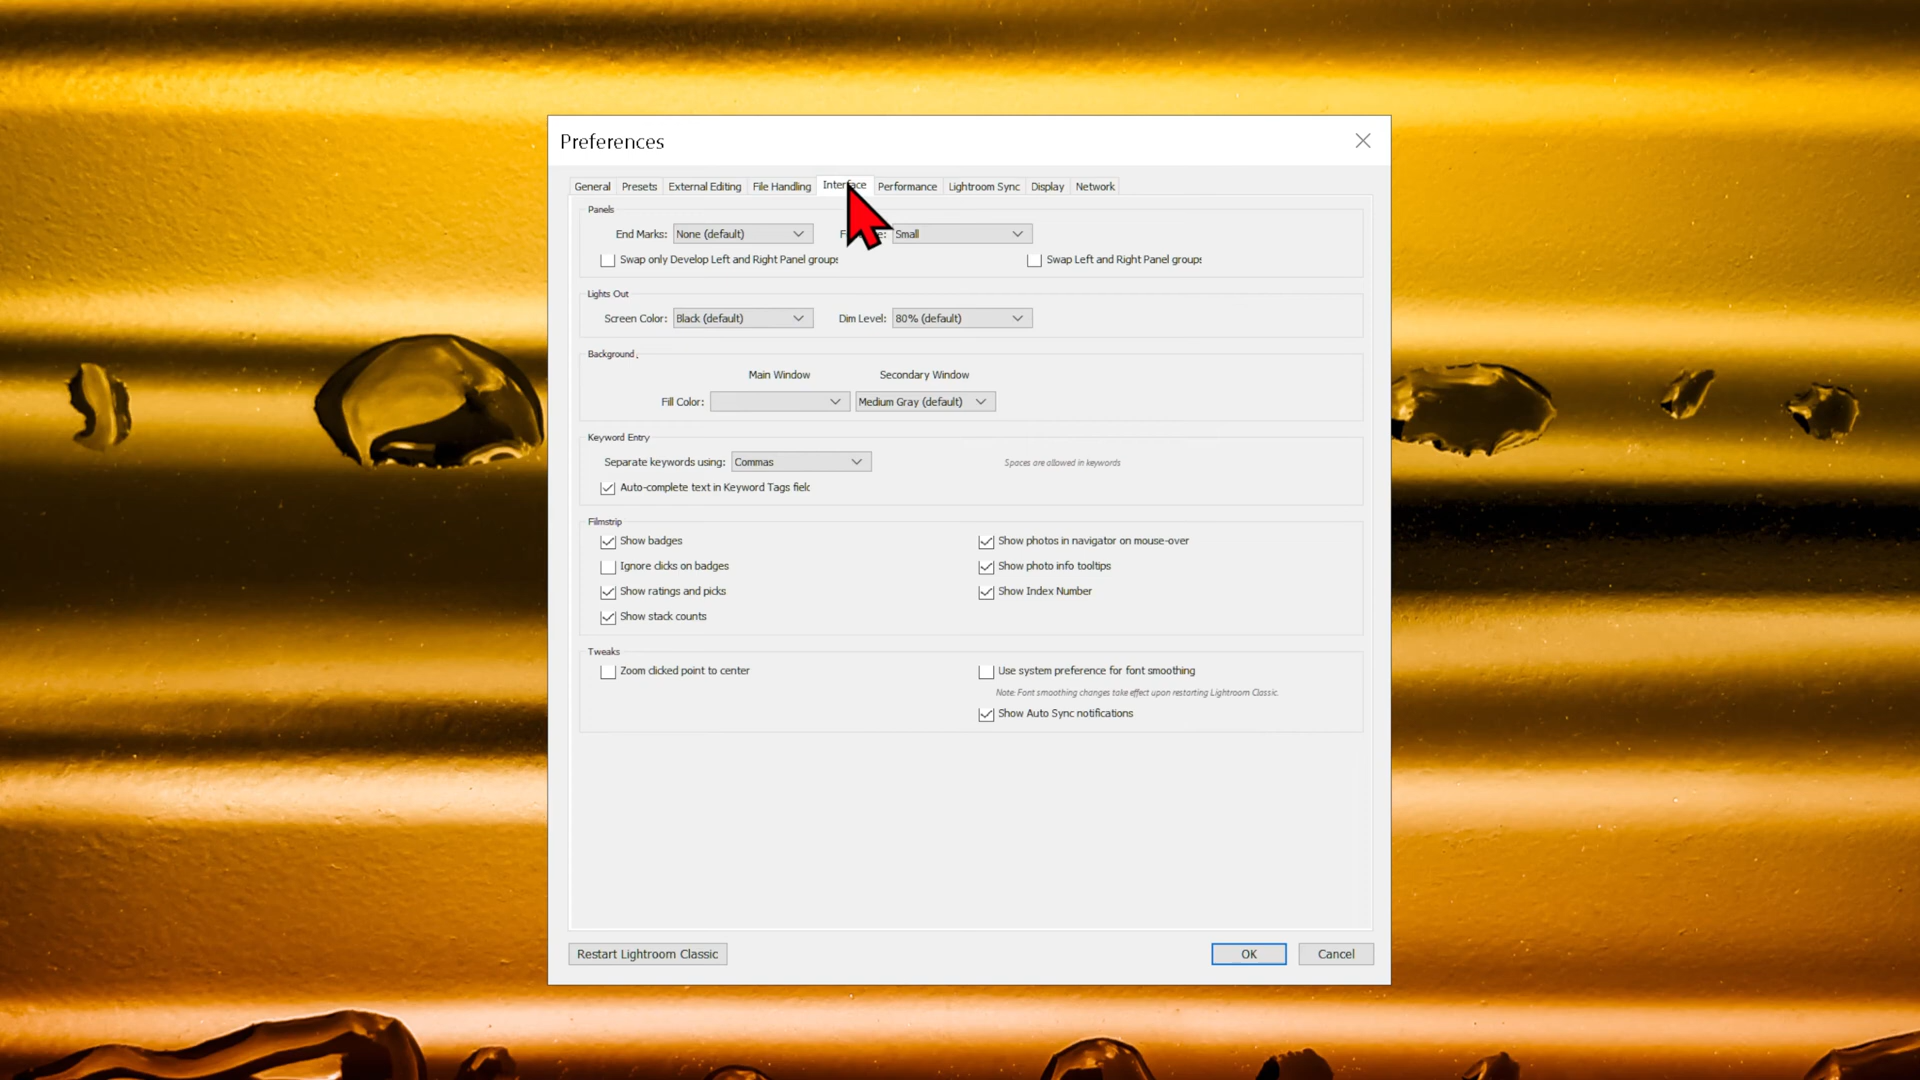 Preferences
General Presets External Editing File Handling Interface Performance Lightroom Sync Display Network
Panels
End Marks: None (default) Small
Swap only Develop Left and Right Panel groups Swap Left and Right Panel groups
Lights Out
Screen Color: Black (default) Dim Level: 80% (default)
Background
Main Window Secondary Window
Fill Color: Medium Gray (default)
Keyword Entry
Separate keywords using: Commas Spaces are allowed in keywords
Auto-complete text in Keyword Tags field
Filmstrip
Show badges Show photos in navigator on mouse-over
Ignore clicks on badges Show photo info tooltips
Show ratings and picks Show Index Number
Show stack counts
Tweaks
Zoom clicked point to center Use system preference for font smoothing
Note: Font smoothing changes take effect upon restarting Lightroom Classic.
Show Auto Sync notifications
Restart Lightroom Classic OK Cancel